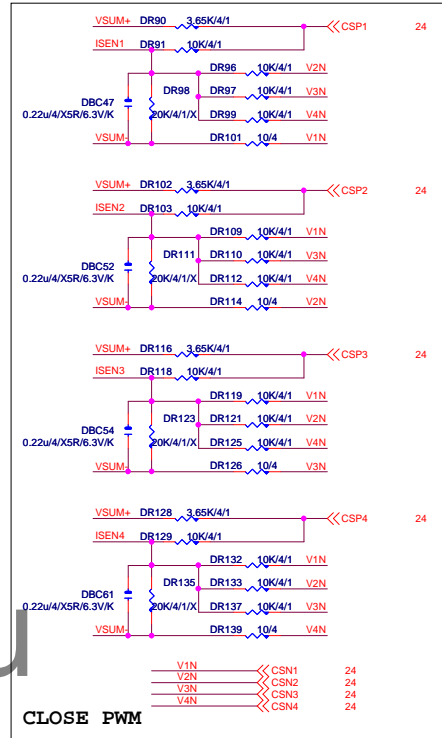 VSUM+ DR90 3.65K/4/1 CSP1 24
ISEN1 DR91 10K/4/1
DR96 10K/4/1 V2N
DR98 DR97 10K/4/1 V3N
DBC47
0.22u/4/X5R/6.3V/K 20K/4/1/X DR99 10K/4/1 V4N
VSUM- DR101 10/4 V1N
VSUM+ DR102 3.65K/4/1 CSP2 24
ISEN2 DR103 10K/4/1
DR109 10K/4/1 V1N
DR111 DR110 10K/4/1 V3N
DBC52
0.22u/4/X5R/6.3V/K 20K/4/1/X DR112 10K/4/1 V4N
VSUM- DR114 10/4 V2N
VSUM+ DR116 3.65K/4/1 CSP3 24
ISEN3 DR118 10K/4/1
DR119 10K/4/1 V1N
DR123 DR121 10K/4/1 V2N
DBC54
0.22u/4/X5R/6.3V/K 20K/4/1/X DR125 10K/4/1 V4N
VSUM- DR126 10/4 V3N
VSUM+ DR128 3.65K/4/1 CSP4 24
ISEN4 DR129 10K/4/1
DR132 10K/4/1 V1N
DR135 DR133 10K/4/1 V2N
DBC61
0.22u/4/X5R/6.3V/K 20K/4/1/X DR137 10K/4/1 V3N
VSUM- DR139 10/4 V4N
V1N CSN1 24
V2N CSN2 24
V3N CSN3 24
V4N CSN4 24
CLOSE PWM